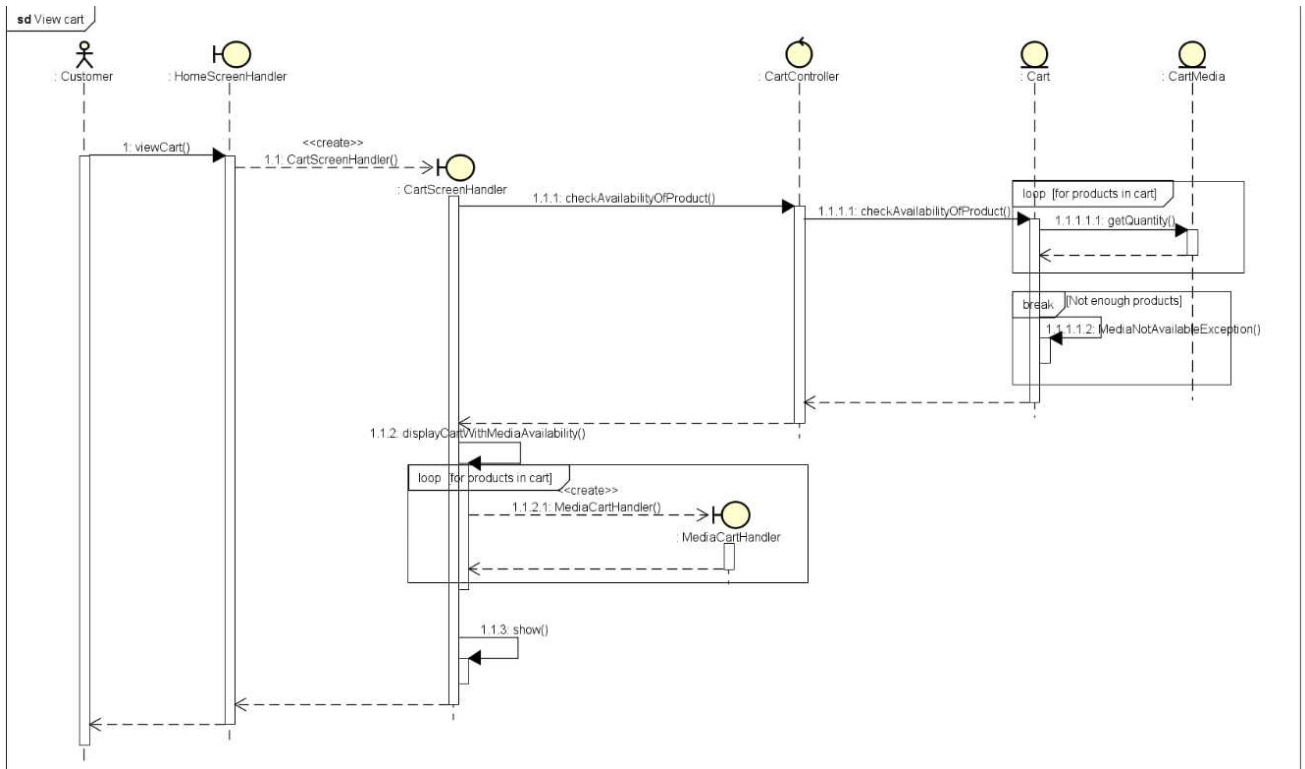 sd View cart
: Customer
: HomeScreenHandler
: CartController
: Cart
: CartMedia
1: viewCart()
<<create>>
1.1: CartScreenHandler()
: CartScreenHandler
1.1.1: checkAvailabilityOfProduct()
1.1.1.1: checkAvailabilityOfProduct()
loop [for products in cart]
1.1.1.1.1: getQuantity()
break [Not enough products]
1.1.1.1.2: MediaNotAvailableException()
1.1.2: displayCartWithMediaAvailability()
loop [for products in cart]
<<create>>
1.1.2.1: MediaCartHandler()
: MediaCartHandler
1.1.3: show()